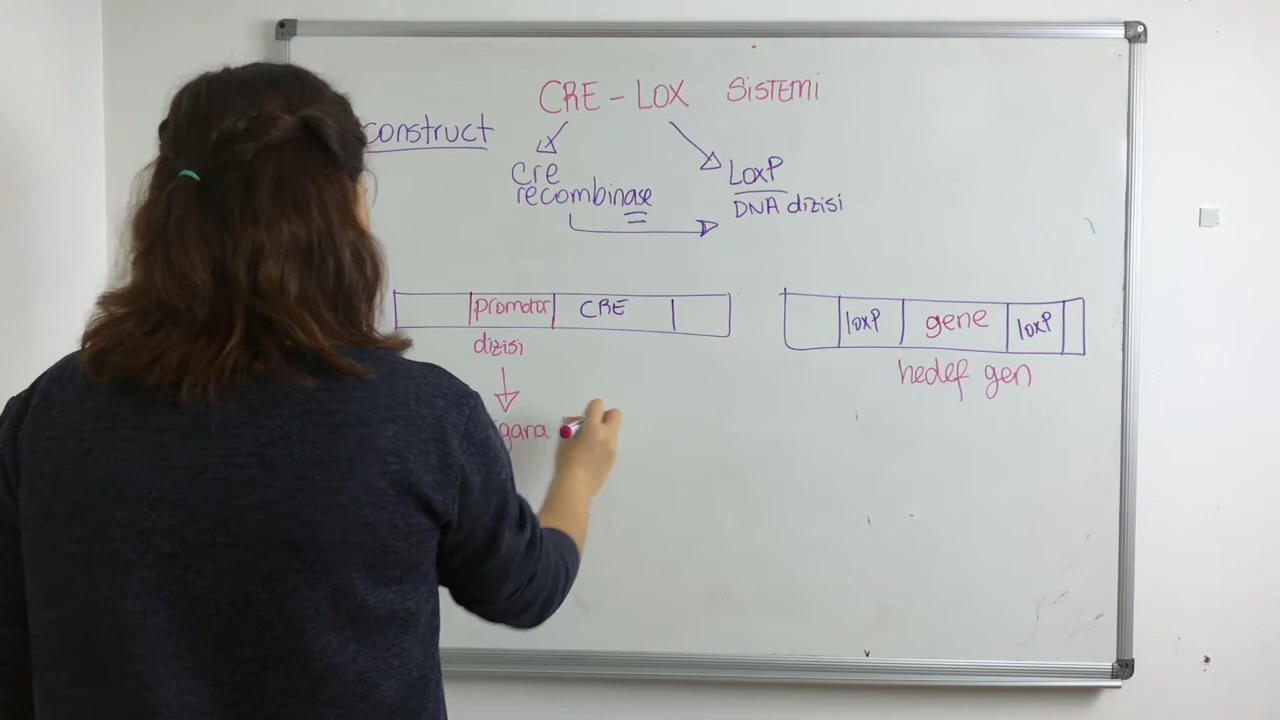 CRE - LOX SİSTEMİ
construct
Cre
recombinase
LoxP
DNA dizisi
promotor CRE
dizisi
loxP gene loxP
hedef gen